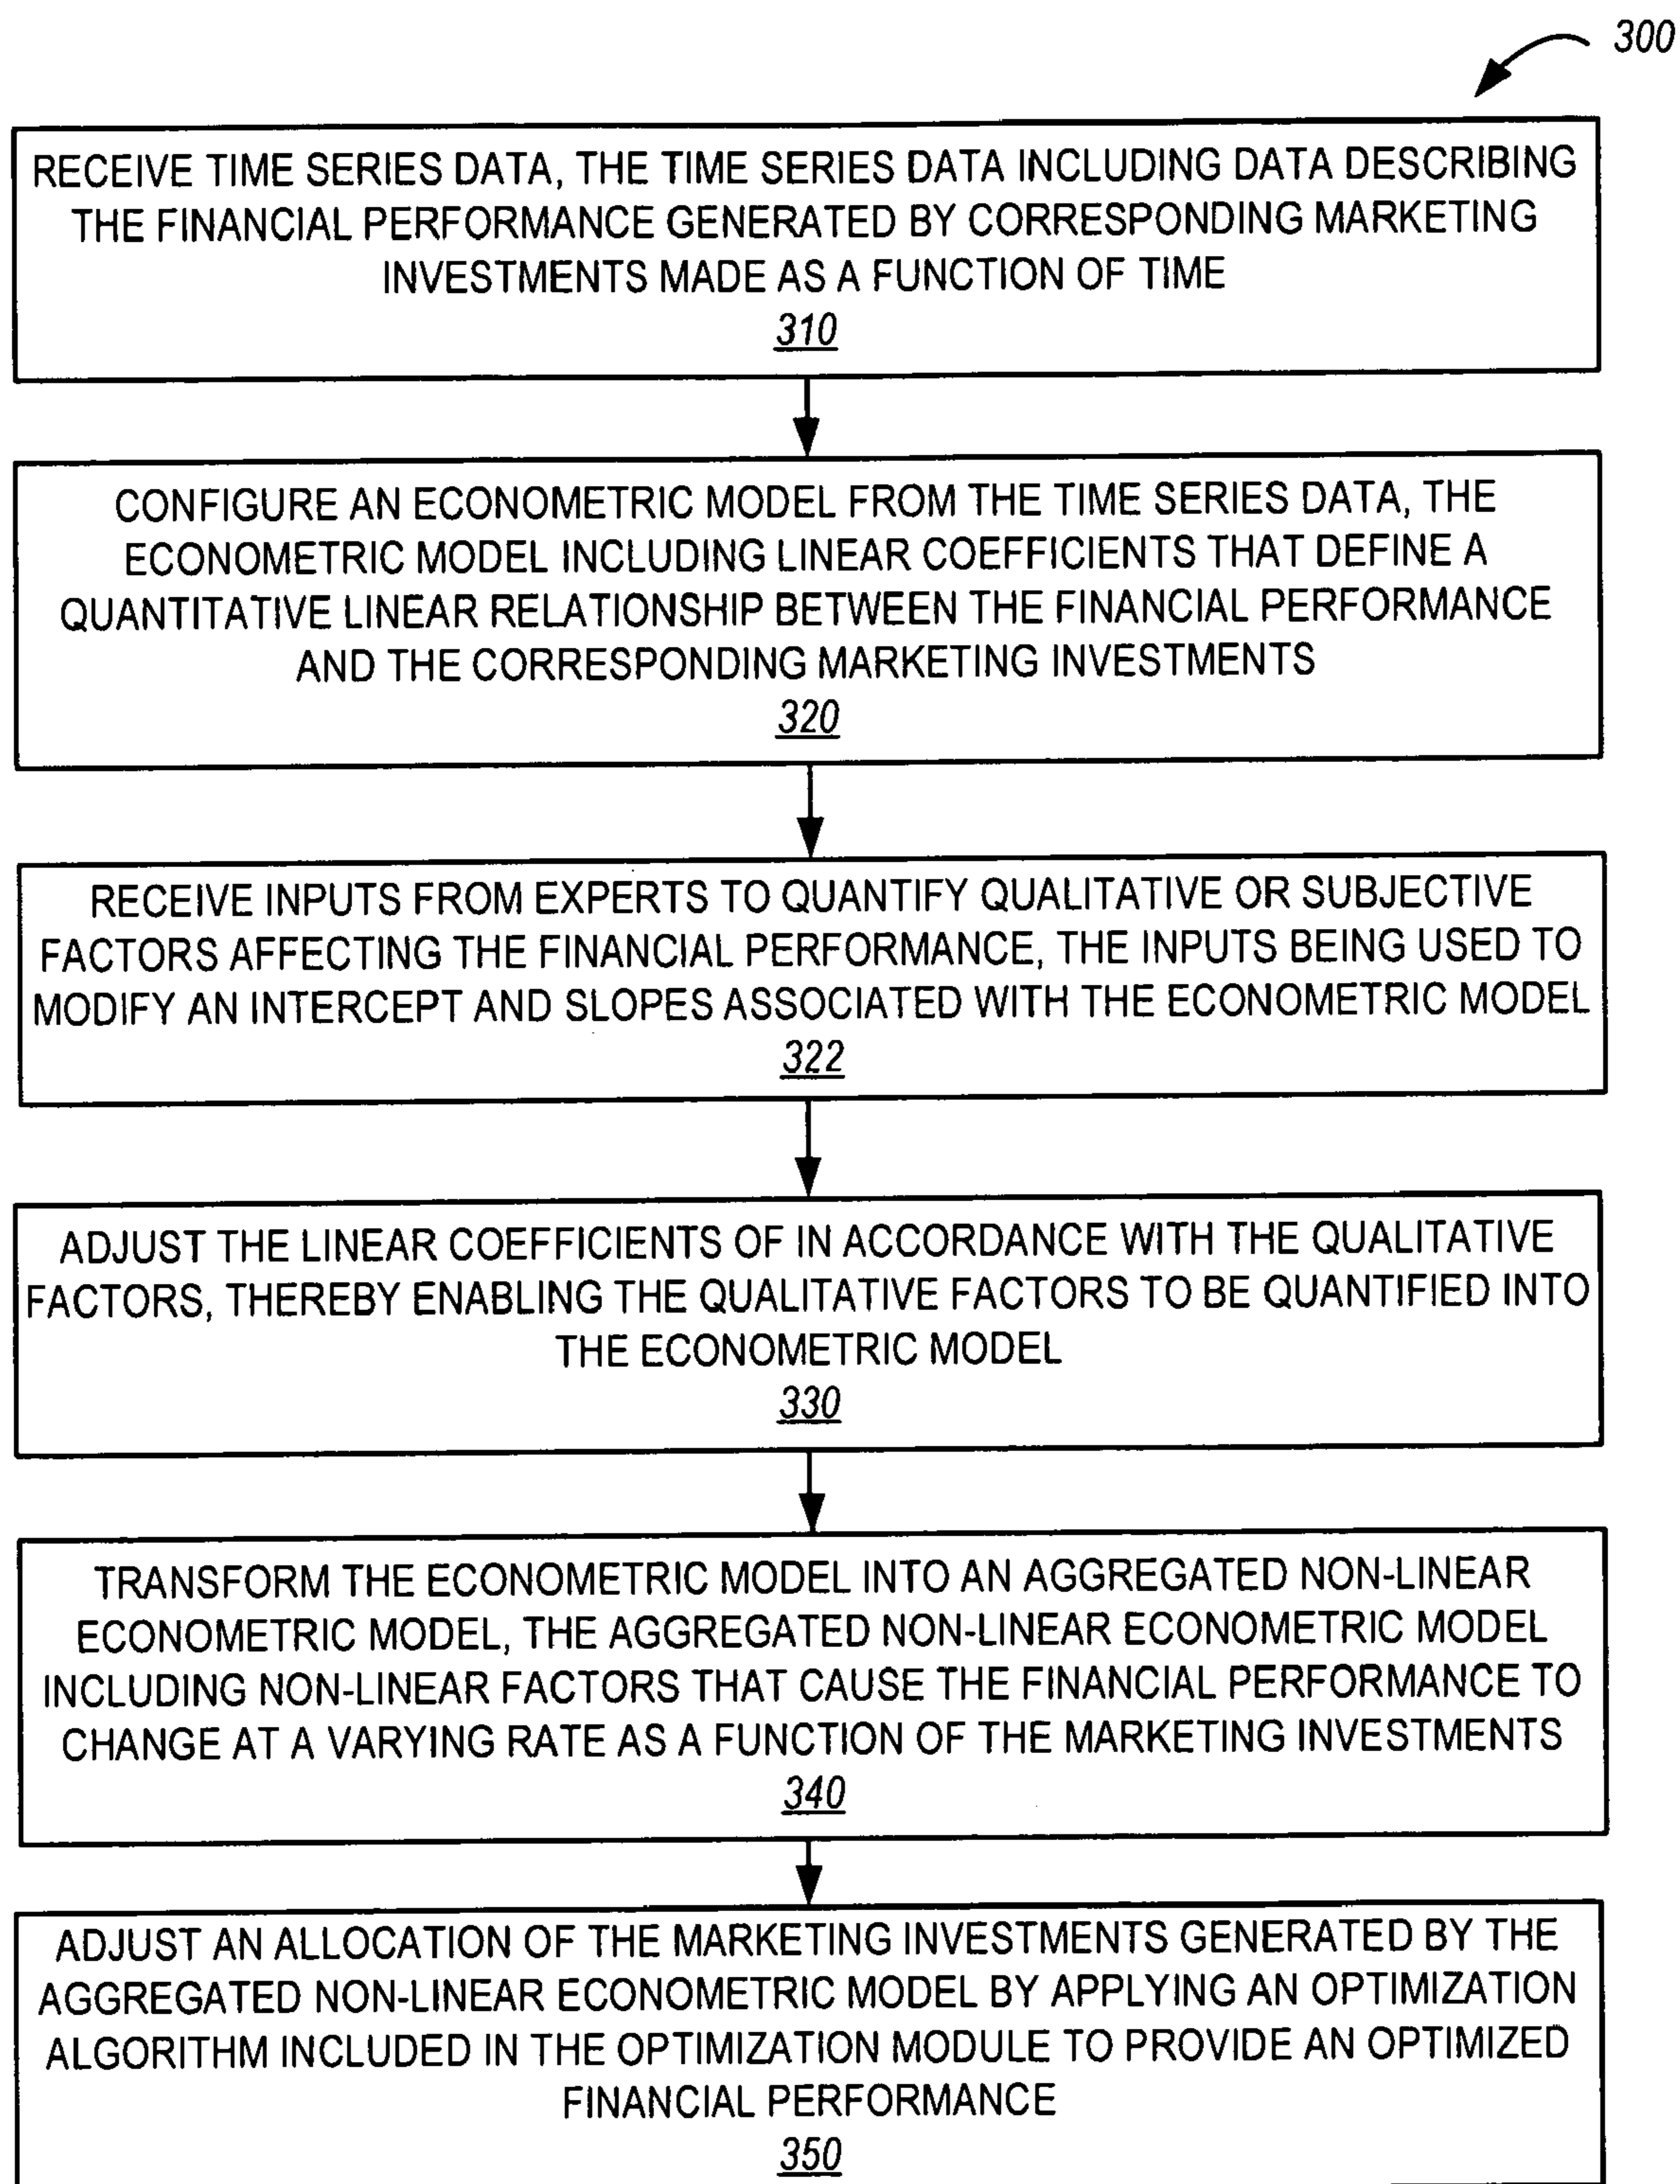 300
RECEIVE TIME SERIES DATA, THE TIME SERIES DATA INCLUDING DATA DESCRIBING
THE FINANCIAL PERFORMANCE GENERATED BY CORRESPONDING MARKETING
INVESTMENTS MADE AS A FUNCTION OF TIME
310
CONFIGURE AN ECONOMETRIC MODEL FROM THE TIME SERIES DATA, THE
ECONOMETRIC MODEL INCLUDING LINEAR COEFFICIENTS THAT DEFINE A
QUANTITATIVE LINEAR RELATIONSHIP BETWEEN THE FINANCIAL PERFORMANCE
AND THE CORRESPONDING MARKETING INVESTMENTS
320
RECEIVE INPUTS FROM EXPERTS TO QUANTIFY QUALITATIVE OR SUBJECTIVE
FACTORS AFFECTING THE FINANCIAL PERFORMANCE, THE INPUTS BEING USED TO
MODIFY AN INTERCEPT AND SLOPES ASSOCIATED WITH THE ECONOMETRIC MODEL
322
ADJUST THE LINEAR COEFFICIENTS OF IN ACCORDANCE WITH THE QUALITATIVE
FACTORS, THEREBY ENABLING THE QUALITATIVE FACTORS TO BE QUANTIFIED INTO
THE ECONOMETRIC MODEL
330
TRANSFORM THE ECONOMETRIC MODEL INTO AN AGGREGATED NON-LINEAR
ECONOMETRIC MODEL, THE AGGREGATED NON-LINEAR ECONOMETRIC MODEL
INCLUDING NON-LINEAR FACTORS THAT CAUSE THE FINANCIAL PERFORMANCE TO
CHANGE AT A VARYING RATE AS A FUNCTION OF THE MARKETING INVESTMENTS
340
ADJUST AN ALLOCATION OF THE MARKETING INVESTMENTS GENERATED BY THE
AGGREGATED NON-LINEAR ECONOMETRIC MODEL BY APPLYING AN OPTIMIZATION
ALGORITHM INCLUDED IN THE OPTIMIZATION MODULE TO PROVIDE AN OPTIMIZED
FINANCIAL PERFORMANCE
350